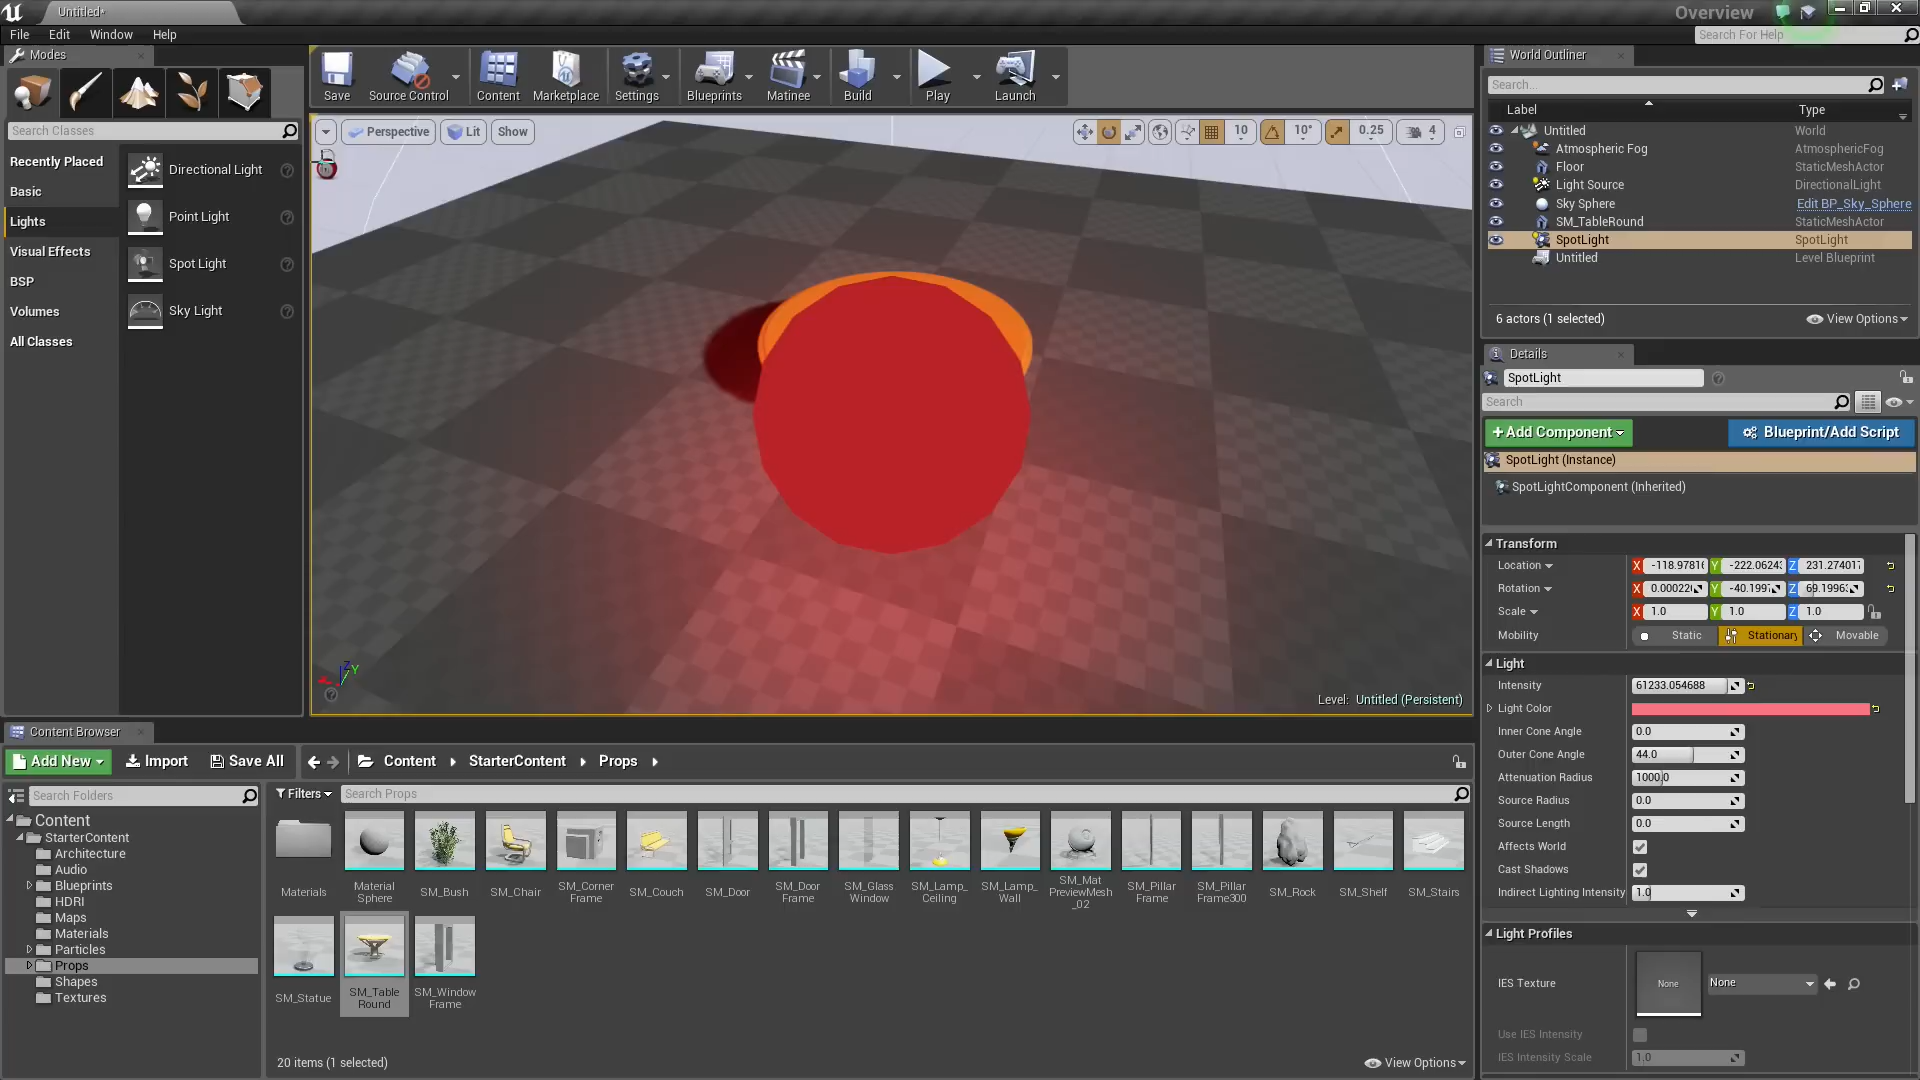 Untitled*
Overview
File Edit Window Help
Search For Help
Modes
Search Classes
Recently Placed
Basic
Lights
Visual Effects
BSP
Volumes
All Classes
Directional Light
Point Light
Spot Light
Sky Light
Save Source Control Content Marketplace Settings Blueprints Matinee Build Play Launch
Perspective Lit Show
10 10° 0.25 4
Z Y
Level: Untitled (Persistent)
World Outliner
Search...
Label Type
Untitled World
Atmospheric Fog AtmosphericFog
Floor StaticMeshActor
Light Source DirectionalLight
Sky Sphere Edit BP_Sky_Sphere
SM_TableRound StaticMeshActor
SpotLight SpotLight
Untitled Level Blueprint
6 actors (1 selected) View Options
Details
SpotLight
Search
+Add Component Blueprint/Add Script
SpotLight (Instance)
SpotLightComponent (Inherited)
Transform
Location X -118.97816 Y -222.06243 Z 231.274017
Rotation X 0.00022 Y -40.199 Z 69.1996
Scale X 1.0 Y 1.0 Z 1.0
Mobility Static Stationary Movable
Light
Intensity 61233.054688
Light Color
Inner Cone Angle 0.0
Outer Cone Angle 44.0
Attenuation Radius 1000.0
Source Radius 0.0
Source Length 0.0
Affects World
Cast Shadows
Indirect Lighting Intensity 1.0
Light Profiles
IES Texture None None
Use IES Intensity
IES Intensity Scale 1.0
Content Browser
Add New Import Save All Content StarterContent Props
Search Folders
Content
StarterContent
Architecture
Audio
Blueprints
HDRI
Maps
Materials
Particles
Props
Shapes
Textures
Filters Search Props
Materials
Material Sphere
SM_Bush
SM_Chair
SM_Corner Frame
SM_Couch
SM_Door
SM_Door Frame
SM_Glass Window
SM_Lamp_ Ceiling
SM_Lamp_ Wall
SM_Mat PreviewMesh _02
SM_Pillar Frame
SM_Pillar Frame300
SM_Rock
SM_Shelf
SM_Stairs
SM_Statue
SM_Table Round
SM_Window Frame
20 items (1 selected) View Options